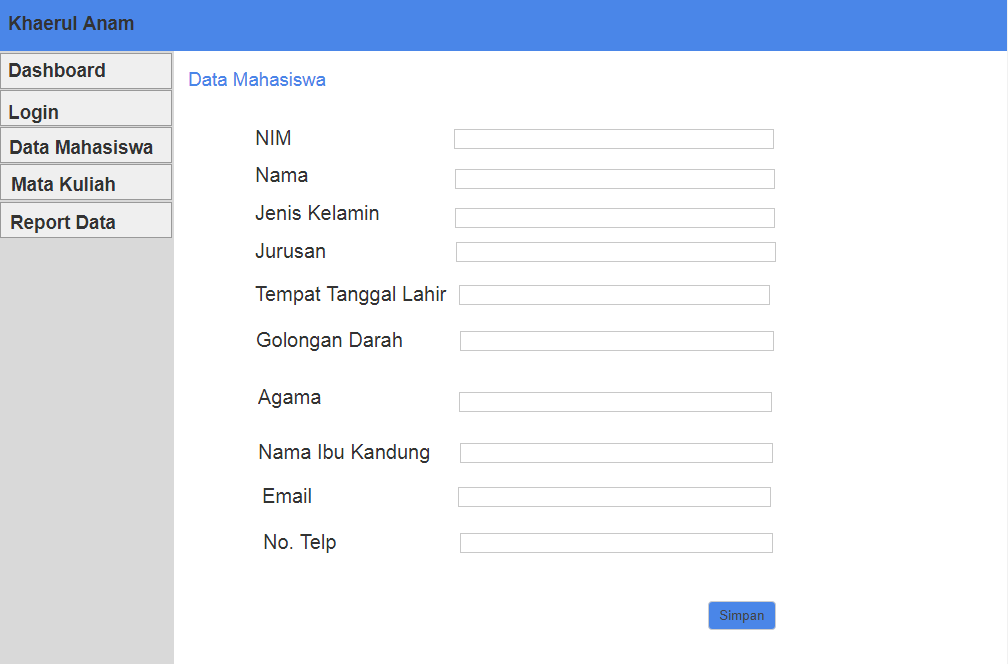 Khaerul Anam
Dashboard
Login
Data Mahasiswa
Mata Kuliah
Report Data
Data Mahasiswa
NIM
Nama
Jenis Kelamin
Jurusan
Tempat Tanggal Lahir
Golongan Darah
Agama
Nama Ibu Kandung
Email
No. Telp
Simpan